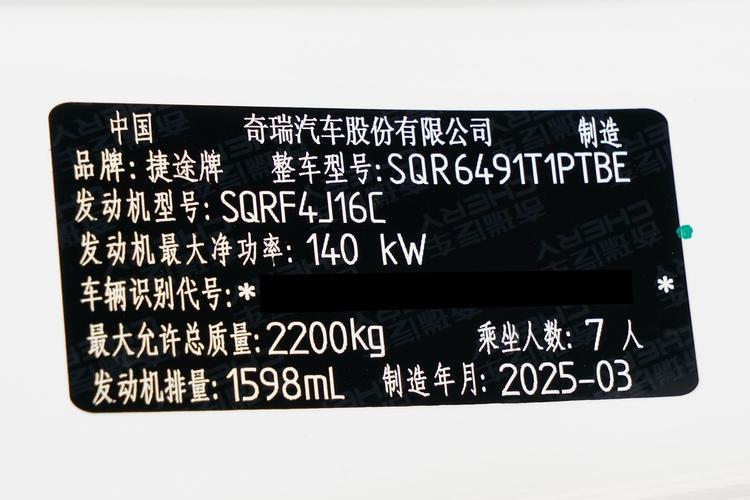 中国 奇瑞汽车股份有限公司 制造
品牌:捷途牌 整车型号:SQR6491T1PTBE
发动机型号:SQRF4J16C
发动机最大净功率:140 kW
车辆识别代号:* *
最大允许总质量:2200kg 乘坐人数:7 人
发动机排量:1598mL 制造年月:2025-03